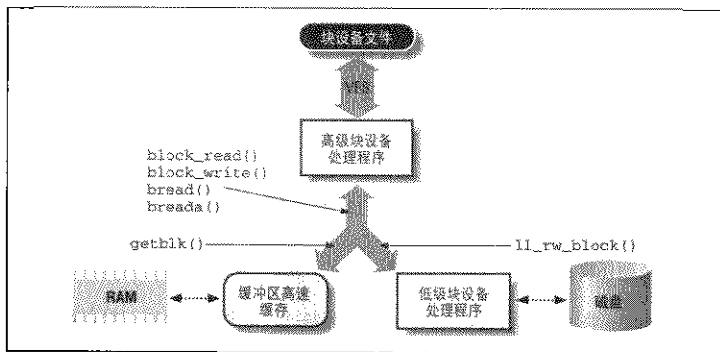 块设备文件
VFS
高级块设备
处理程序
block_read()
block_write()
bread()
breada()
getblk()
ll_rw_block()
RAM
缓冲区高速
缓存
低级块设备
处理程序
磁盘